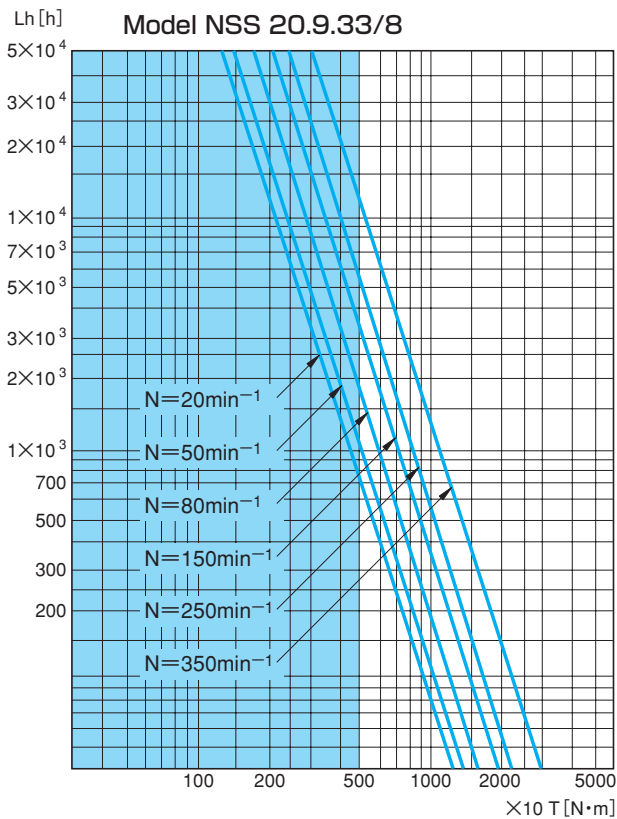 Lh [h]
Model NSS 20.9.33/8
5×10⁴
3×10⁴
2×10⁴
1×10⁴
7×10³
5×10³
3×10³
2×10³
1×10³
700
500
300
200
N=20min⁻¹
N=50min⁻¹
N=80min⁻¹
N=150min⁻¹
N=250min⁻¹
N=350min⁻¹
100 200 500 1000 2000 5000
×10 T [N·m]